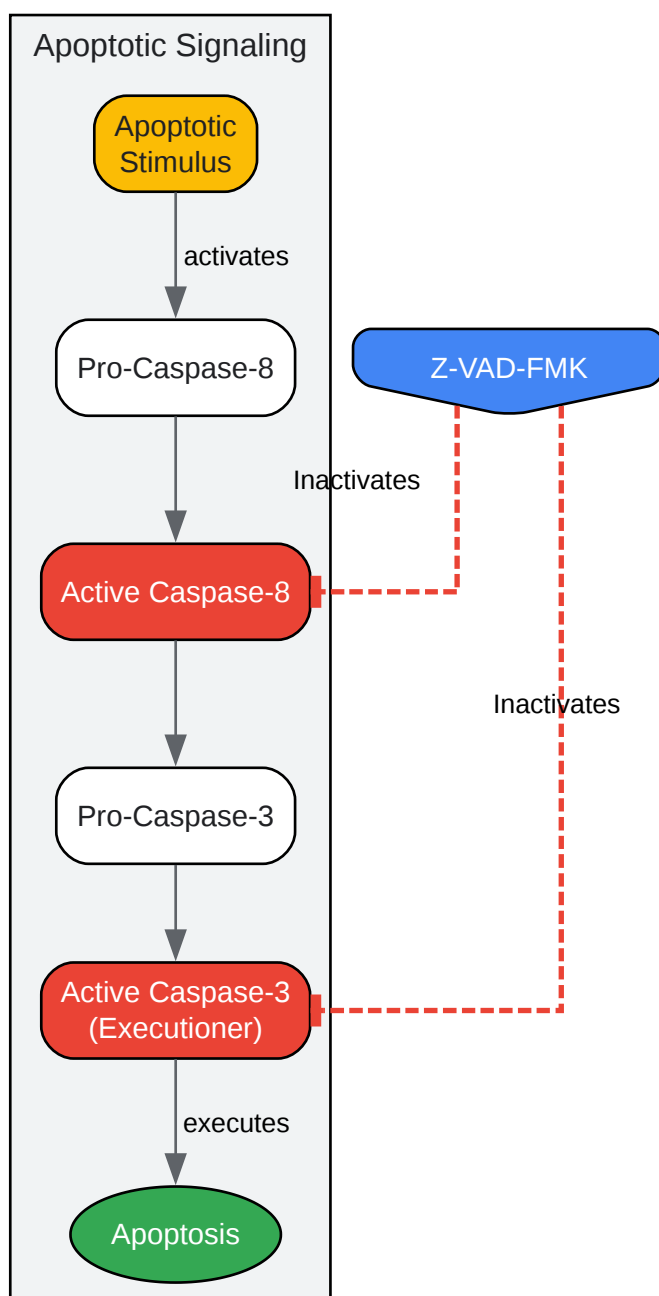 Apoptotic Signaling
Apoptotic
Stimulus
activates
Pro-Caspase-8
Z-VAD-FMK
Inactivates
Active Caspase-8
Inactivates
Pro-Caspase-3
Active Caspase-3
(Executioner)
executes
Apoptosis